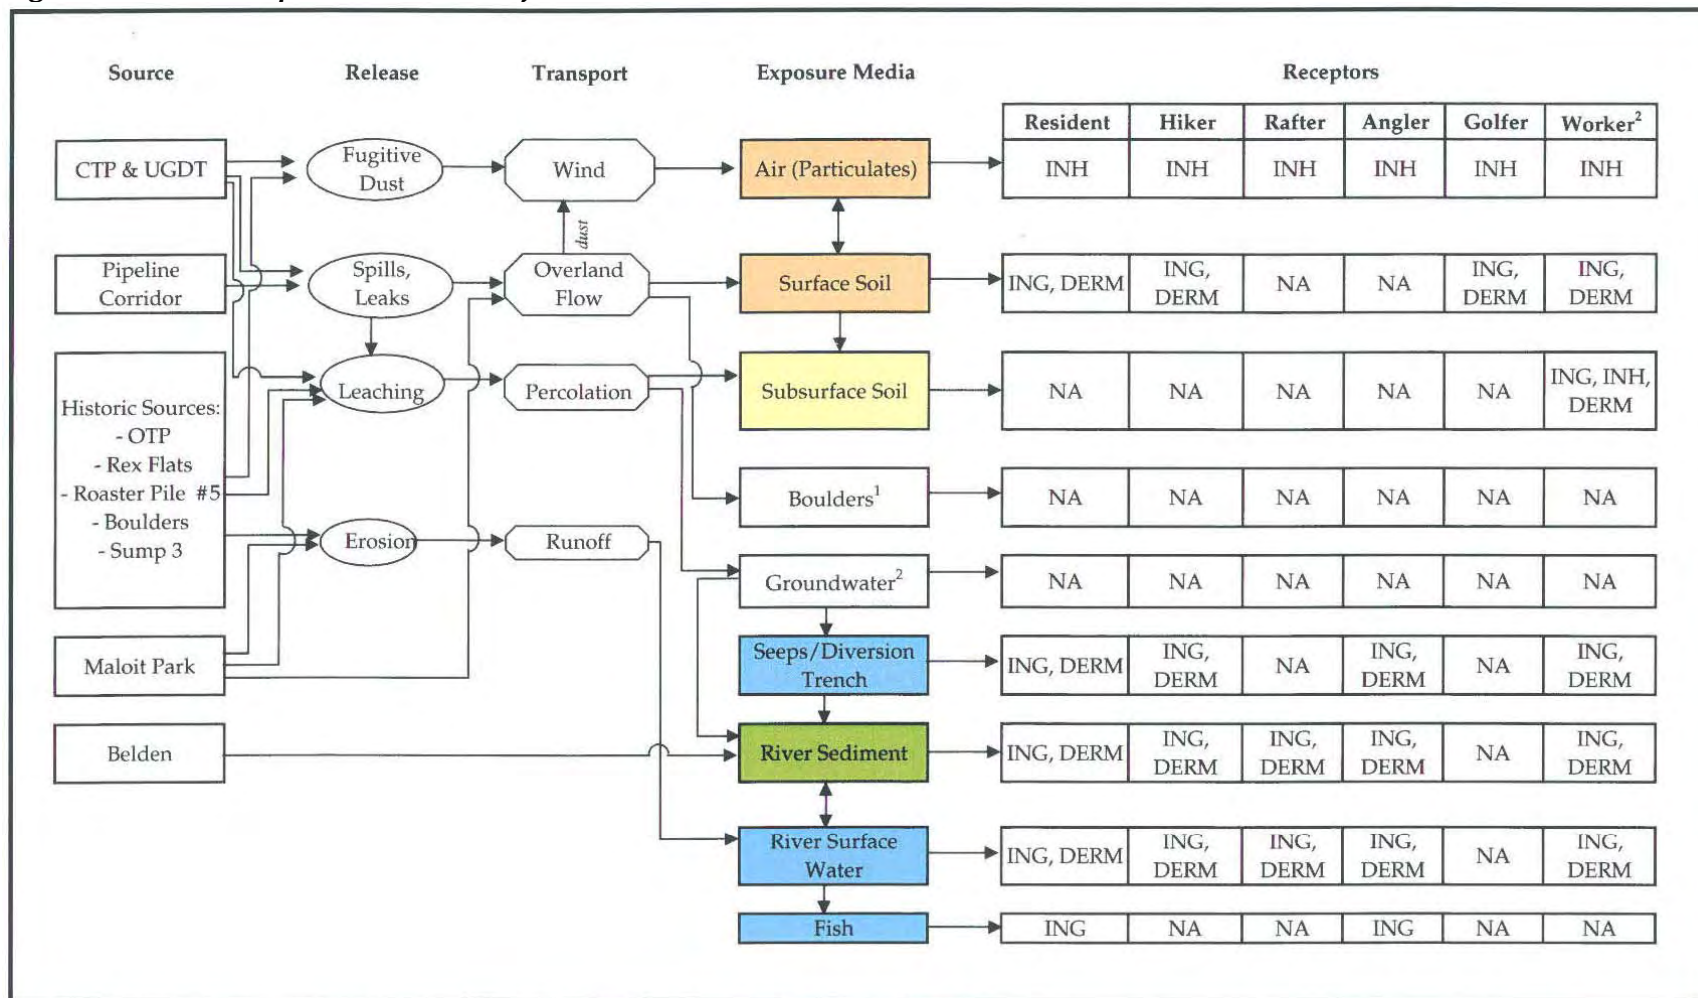 Source Release Transport Exposure Media Receptors
Resident Hiker Rafter Angler Golfer Worker2
CTP & UGDT
Fugitive
Dust
Wind
Air (Particulates)
INH INH INH INH INH INH
dust
Pipeline
Corridor
Spills,
Leaks
Overland
Flow
Surface Soil
ING, DERM
ING,
DERM
NA
NA
ING,
DERM
ING,
DERM
Historic Sources:
- OTP
- Rex Flats
- Roaster Pile #5
- Boulders
- Sump 3
Leaching
Percolation
Subsurface Soil
NA NA NA NA NA
ING, INH,
DERM
Boulders1
NA NA NA NA NA NA
Erosion
Runoff
Groundwater2
NA NA NA NA NA NA
Maloit Park
Seeps/Diversion
Trench
ING, DERM
ING,
DERM
NA
ING,
DERM
NA
ING,
DERM
Belden
River Sediment
ING, DERM
ING,
DERM
ING,
DERM
ING,
DERM
NA
ING,
DERM
River Surface
Water
ING, DERM
ING,
DERM
ING,
DERM
ING,
DERM
NA
ING,
DERM
Fish
ING NA NA ING NA NA